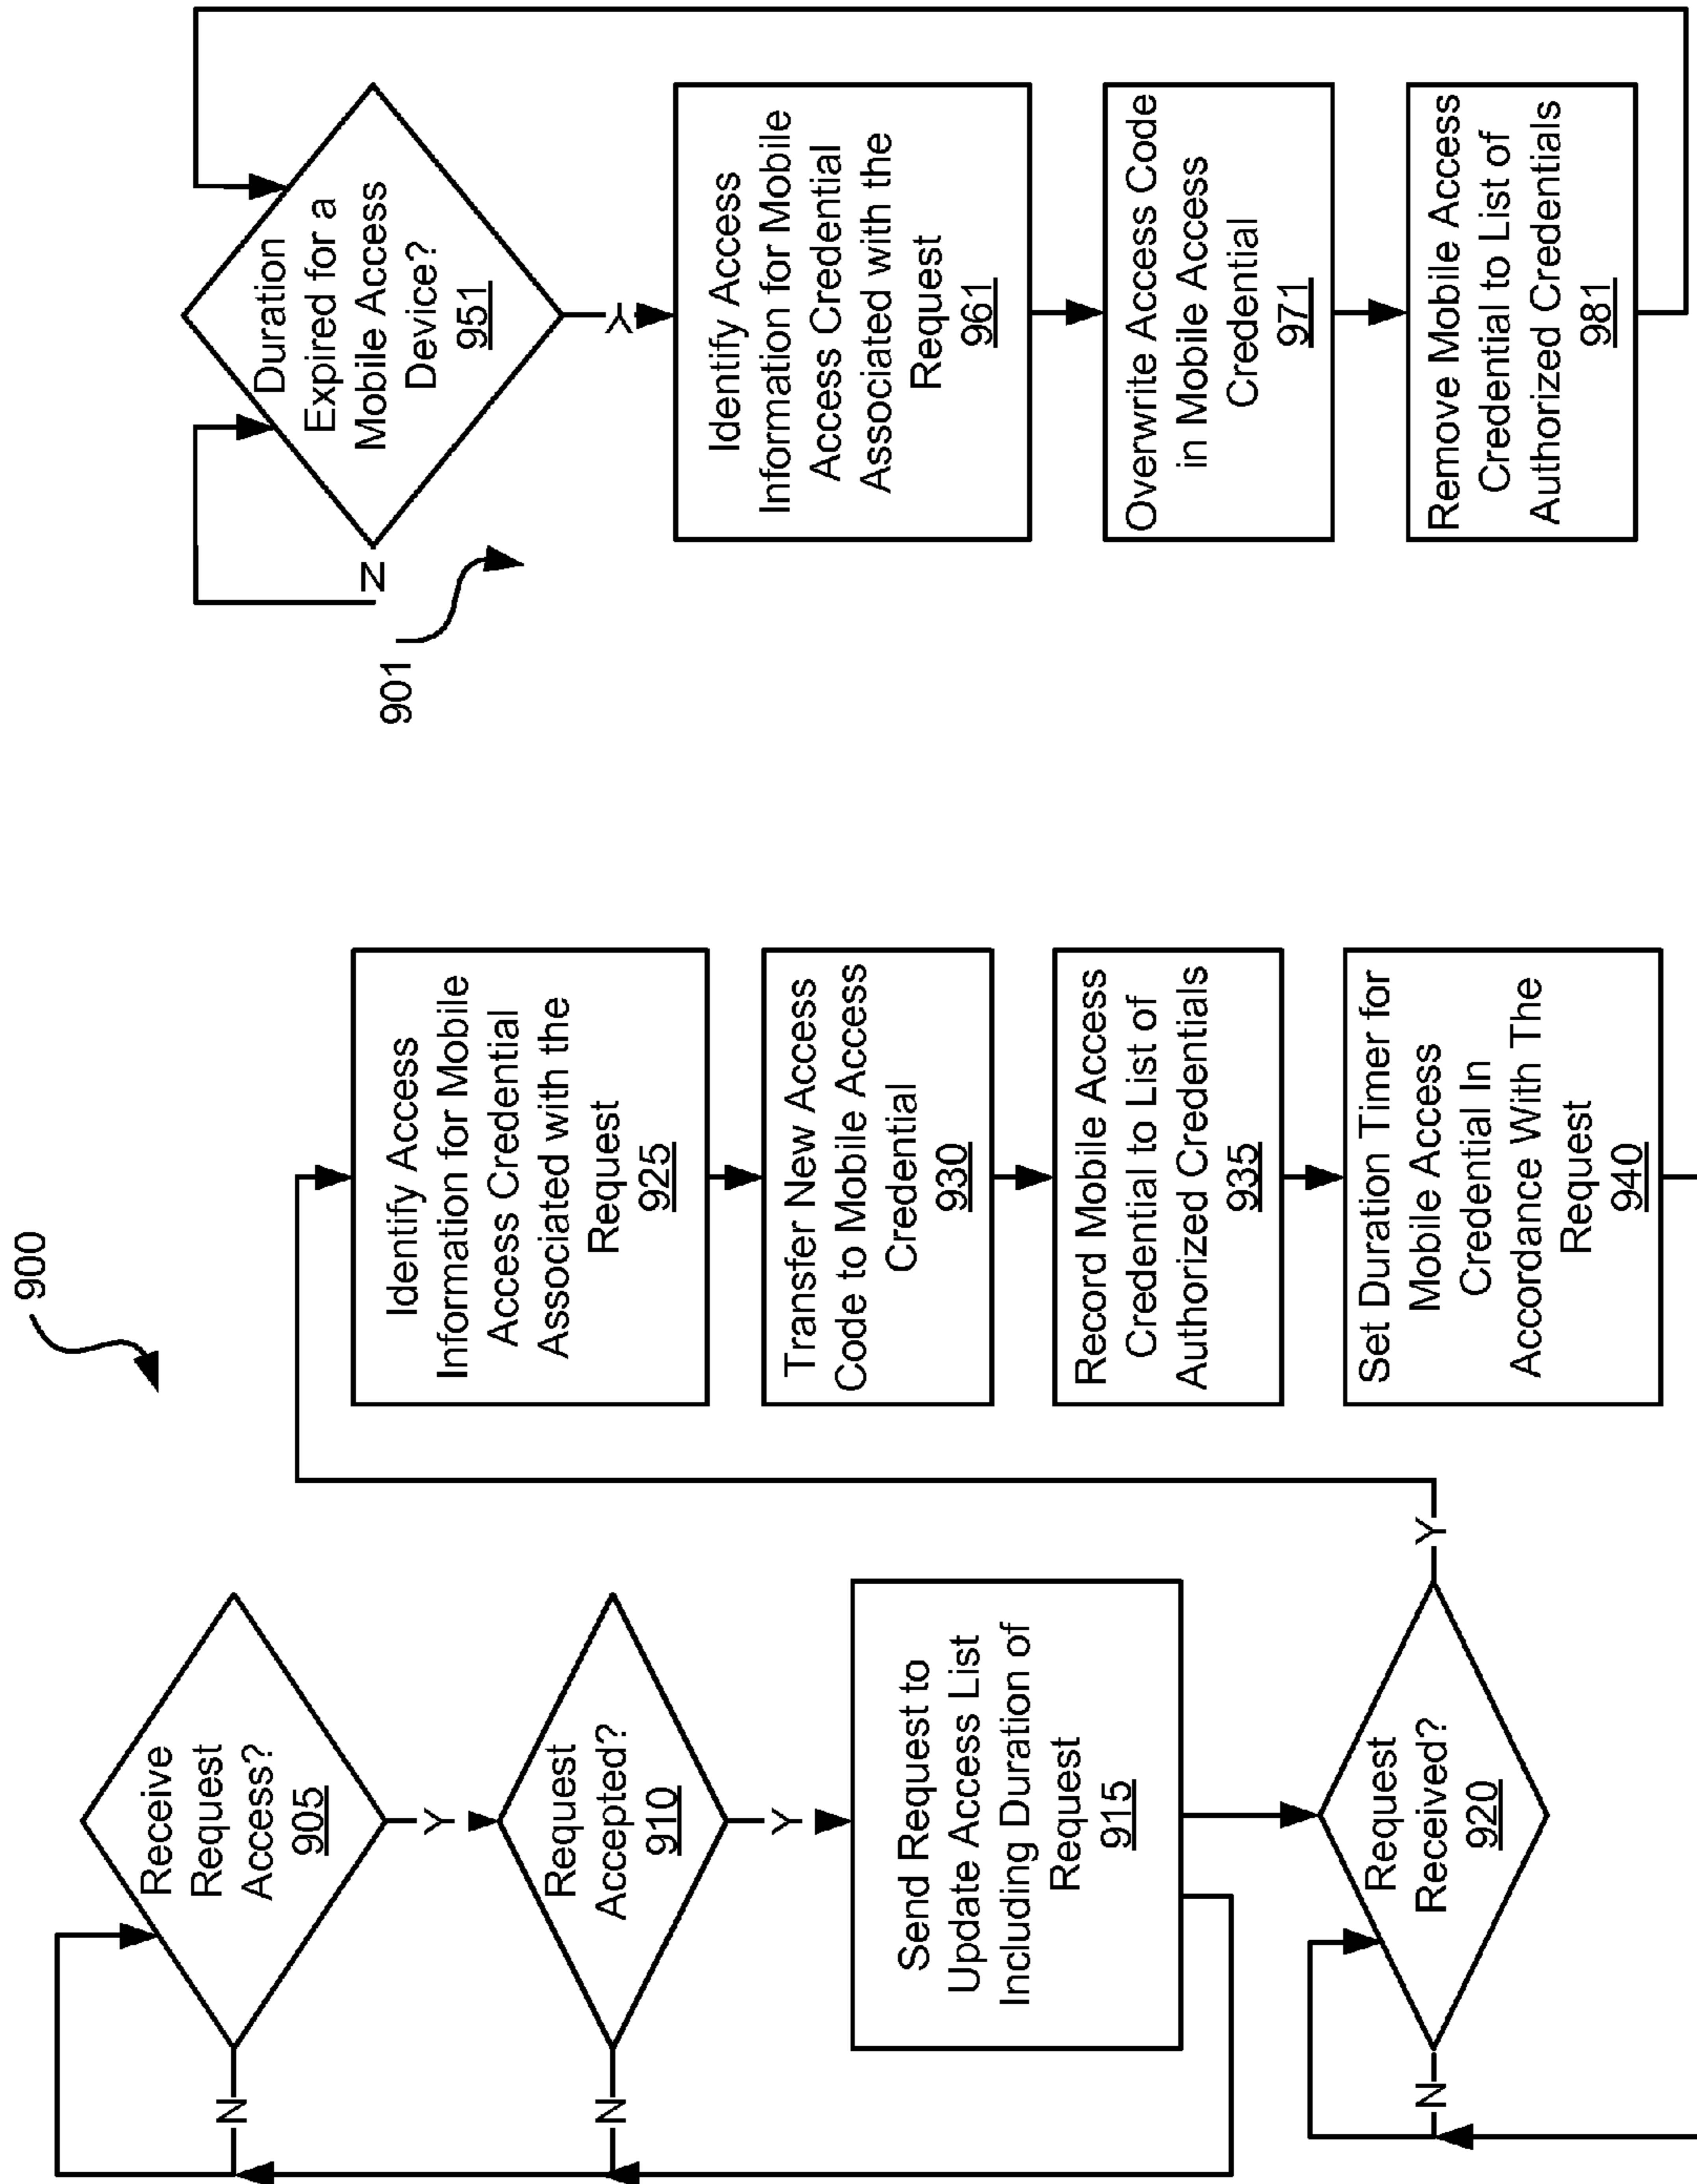 900
Receive
Request
Access?
905
N
Y
Request
Accepted?
910
N
Y
Send Request to
Update Access List
Including Duration of
Request
915
Request
Received?
920
N
Y
Identify Access
Information for Mobile
Access Credential
Associated with the
Request
925
Transfer New Access
Code to Mobile Access
Credential
930
Record Mobile Access
Credential to List of
Authorized Credentials
935
Set Duration Timer for
Mobile Access
Credential In
Accordance With The
Request
940
901
Duration
Expired for a
Mobile Access
Device?
951
N
Y
Identify Access
Information for Mobile
Access Credential
Associated with the
Request
961
Overwrite Access Code
in Mobile Access
Credential
971
Remove Mobile Access
Credential to List of
Authorized Credentials
981